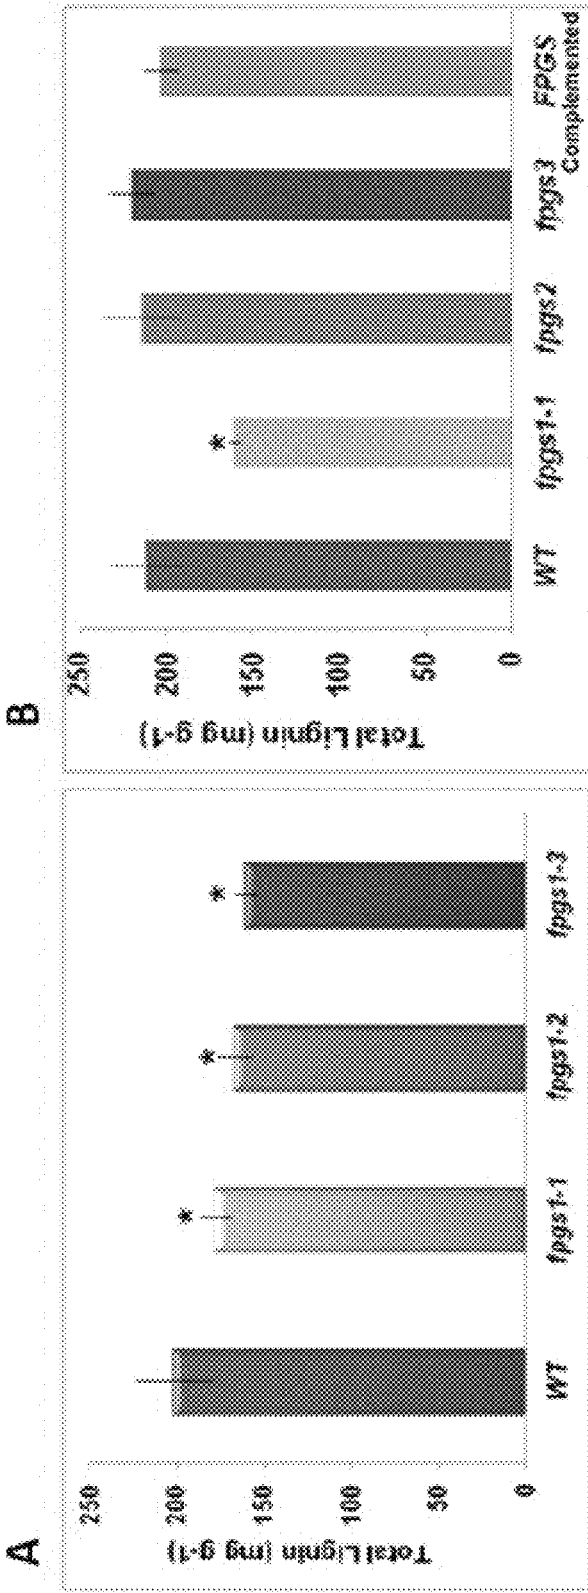 A
Total Lignin (mg g-1)
250
200
150
100
50
0
WT
fpgs1-1
fpgs1-2
fpgs1-3
*
*
*
B
Total Lignin (mg g-1)
250
200
150
100
50
0
WT
fpgs1-1
fpgs2
fpgs3
FPGS
Complemented
*